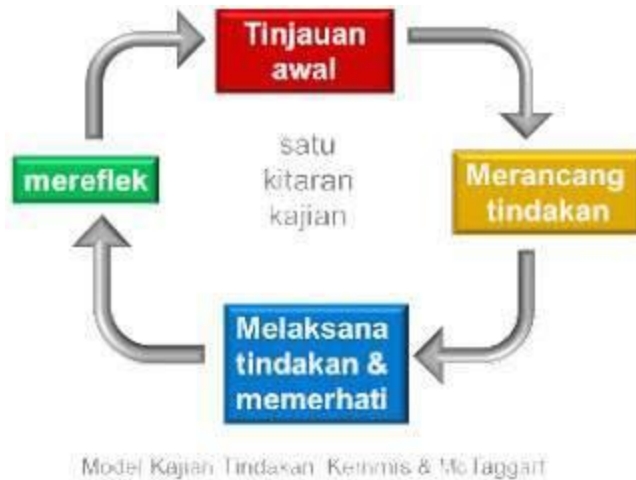 Tinjauan
awal
Merancang
tindakan
Melaksana
tindakan &
memerhati
mereflek
satu
kitaran
kajian
Model Kajian Tindakan Kemmis & McTaggart